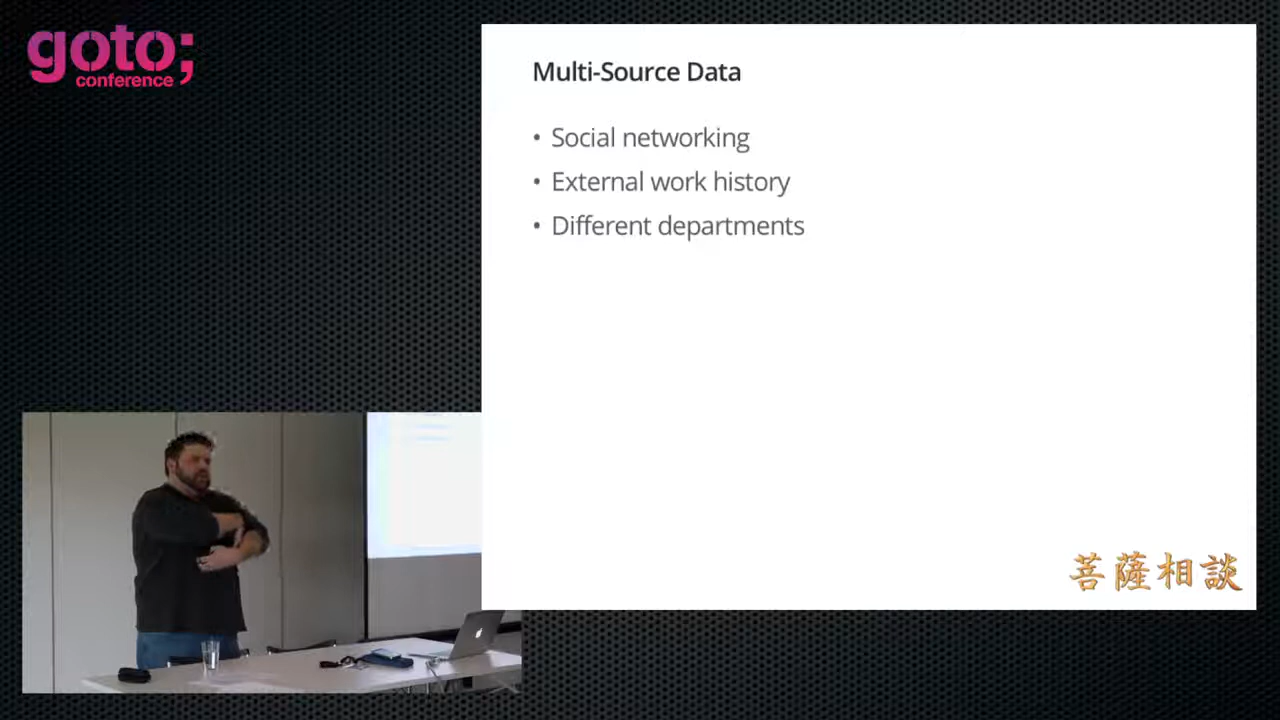 goto;
conference
Multi-Source Data
• Social networking
• External work history
• Different departments
菩薩相談